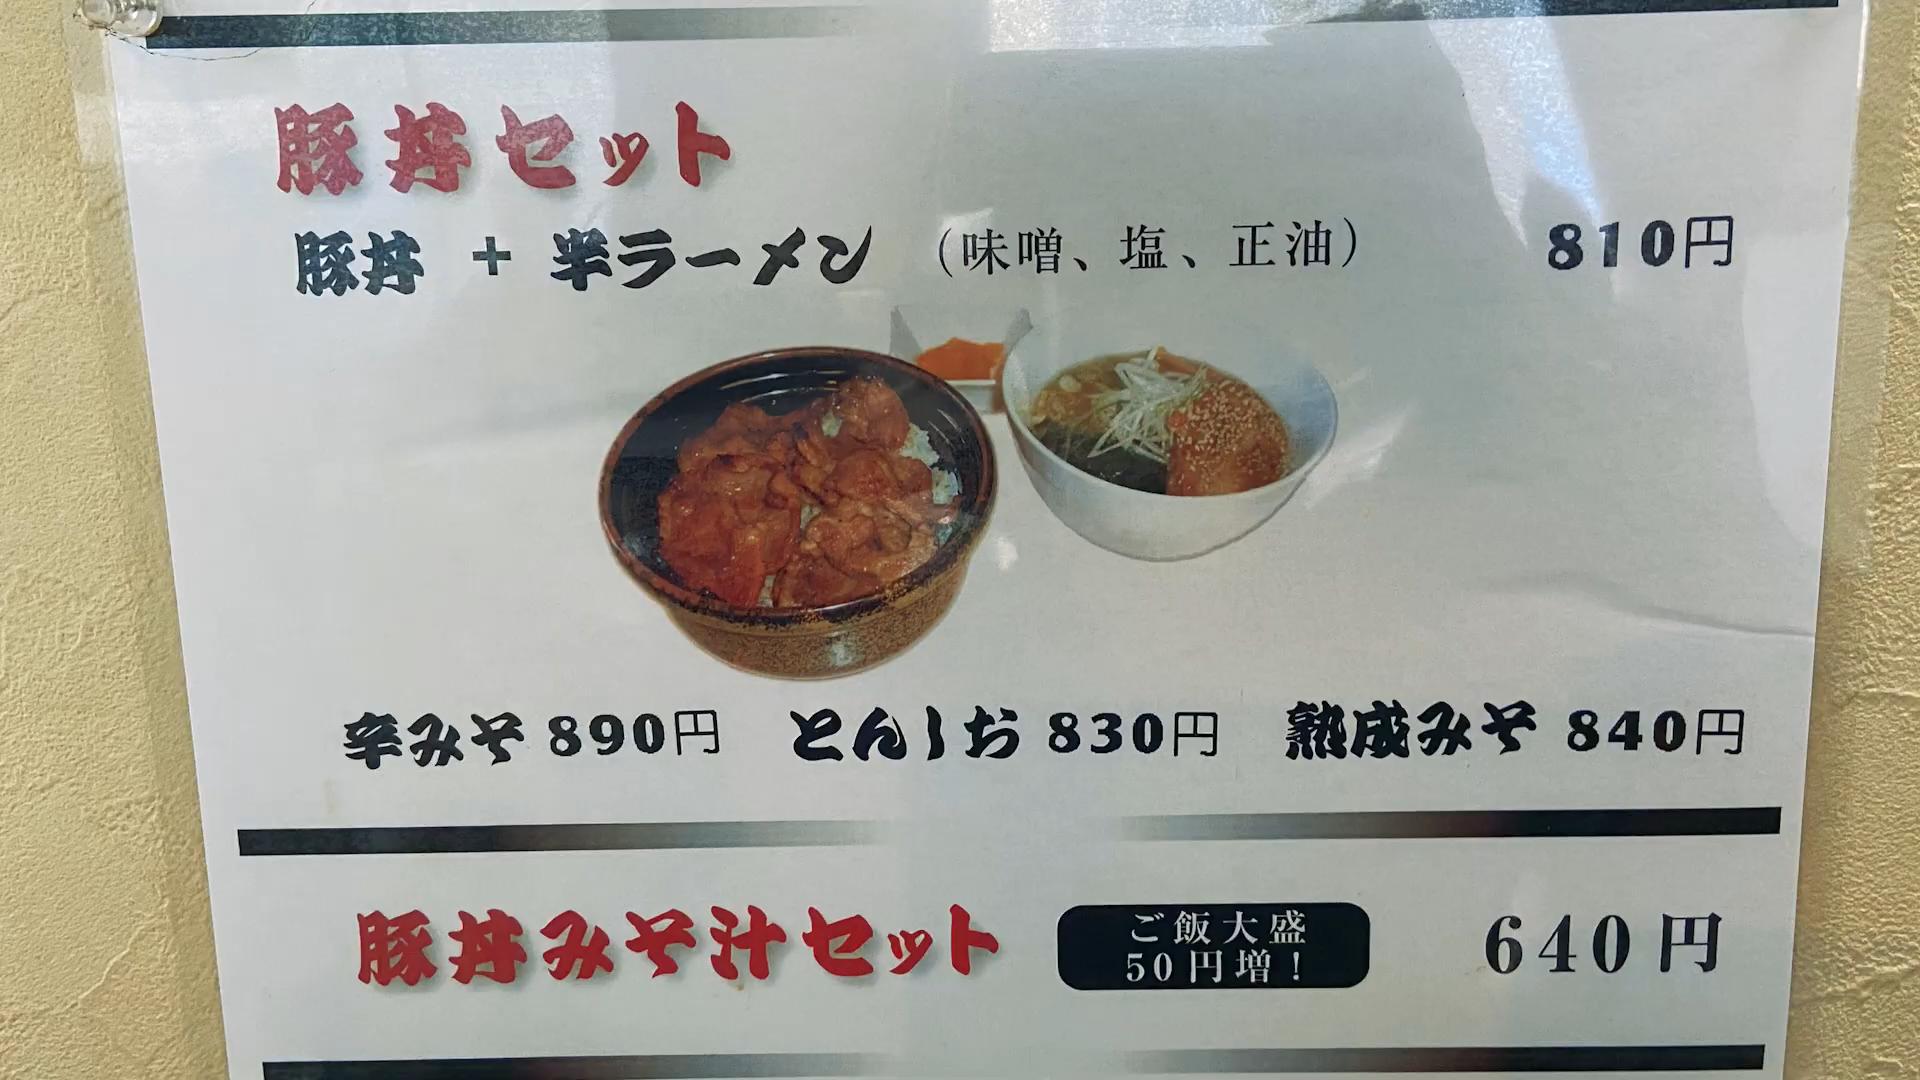 豚丼セット
豚丼 + 半ラーメン (味噌、塩、正油) 810円
辛みそ 890円 とんしお 830円 熟成みそ 840円
豚丼みそ汁セット ご飯大盛 640円
50円増!